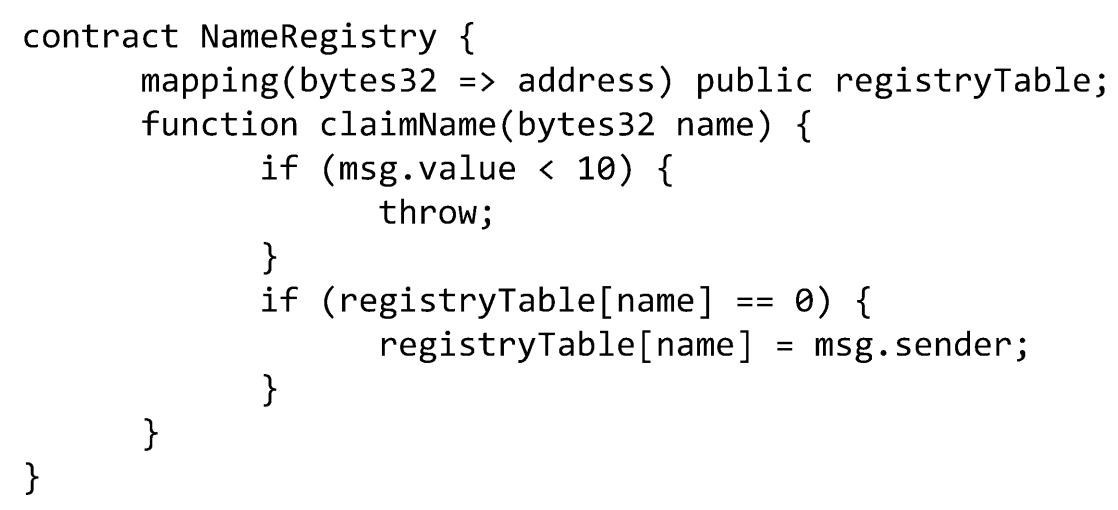 contract NameRegistry {
mapping(bytes32 => address) public registryTable;
function claimName(bytes32 name) {
if (msg.value < 10) {
throw;
}
if (registryTable[name] == 0) {
registryTable[name] = msg.sender;
}
}
}